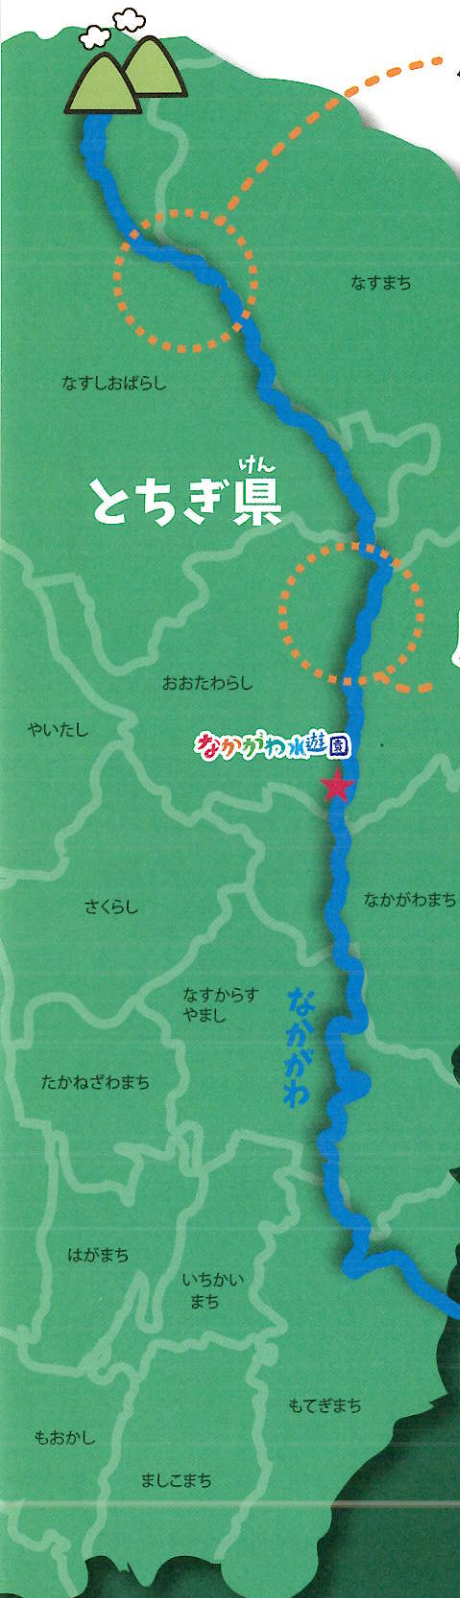 なすまち
なすしおばらし
けん
とちぎ県
おおたわらし
やいたし
なかがわ水遊園
さくらし
なかがわまち
なすからす
やまし
なかがわ
たかねざわまち
はがまち
いちかい
まち
もてぎまち
もおかし
ましこまち